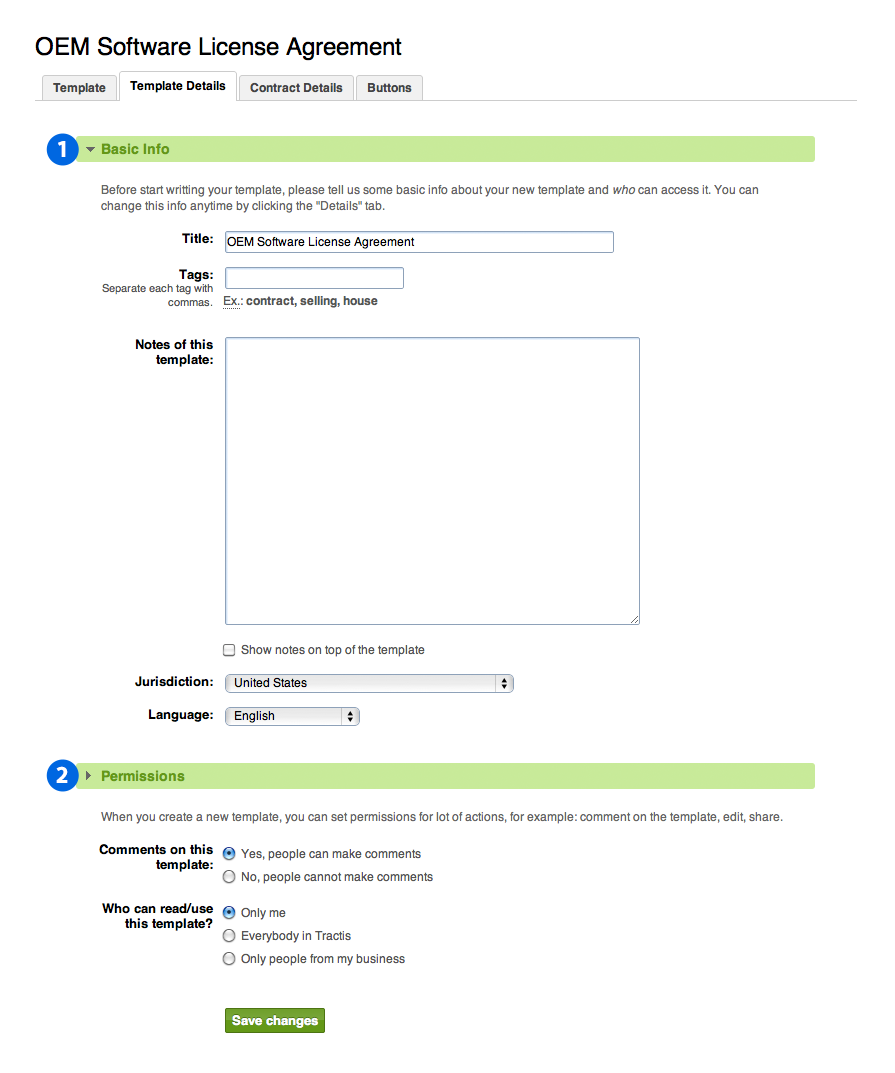 OEM Software License Agreement
Template Template Details Contract Details Buttons
1 Basic Info
Before start writting your template, please tell us some basic info about your new template and who can access it. You can
change this info anytime by clicking the "Details" tab.
Title: OEM Software License Agreement
Tags:
Separate each tag with
commas. Ex.: contract, selling, house
Notes of this
template:
Show notes on top of the template
Jurisdiction: United States
Language: English
2 Permissions
When you create a new template, you can set permissions for lot of actions, for example: comment on the template, edit, share.
Comments on this
template:
Yes, people can make comments
No, people cannot make comments
Who can read/use
this template?
Only me
Everybody in Tractis
Only people from my business
Save changes